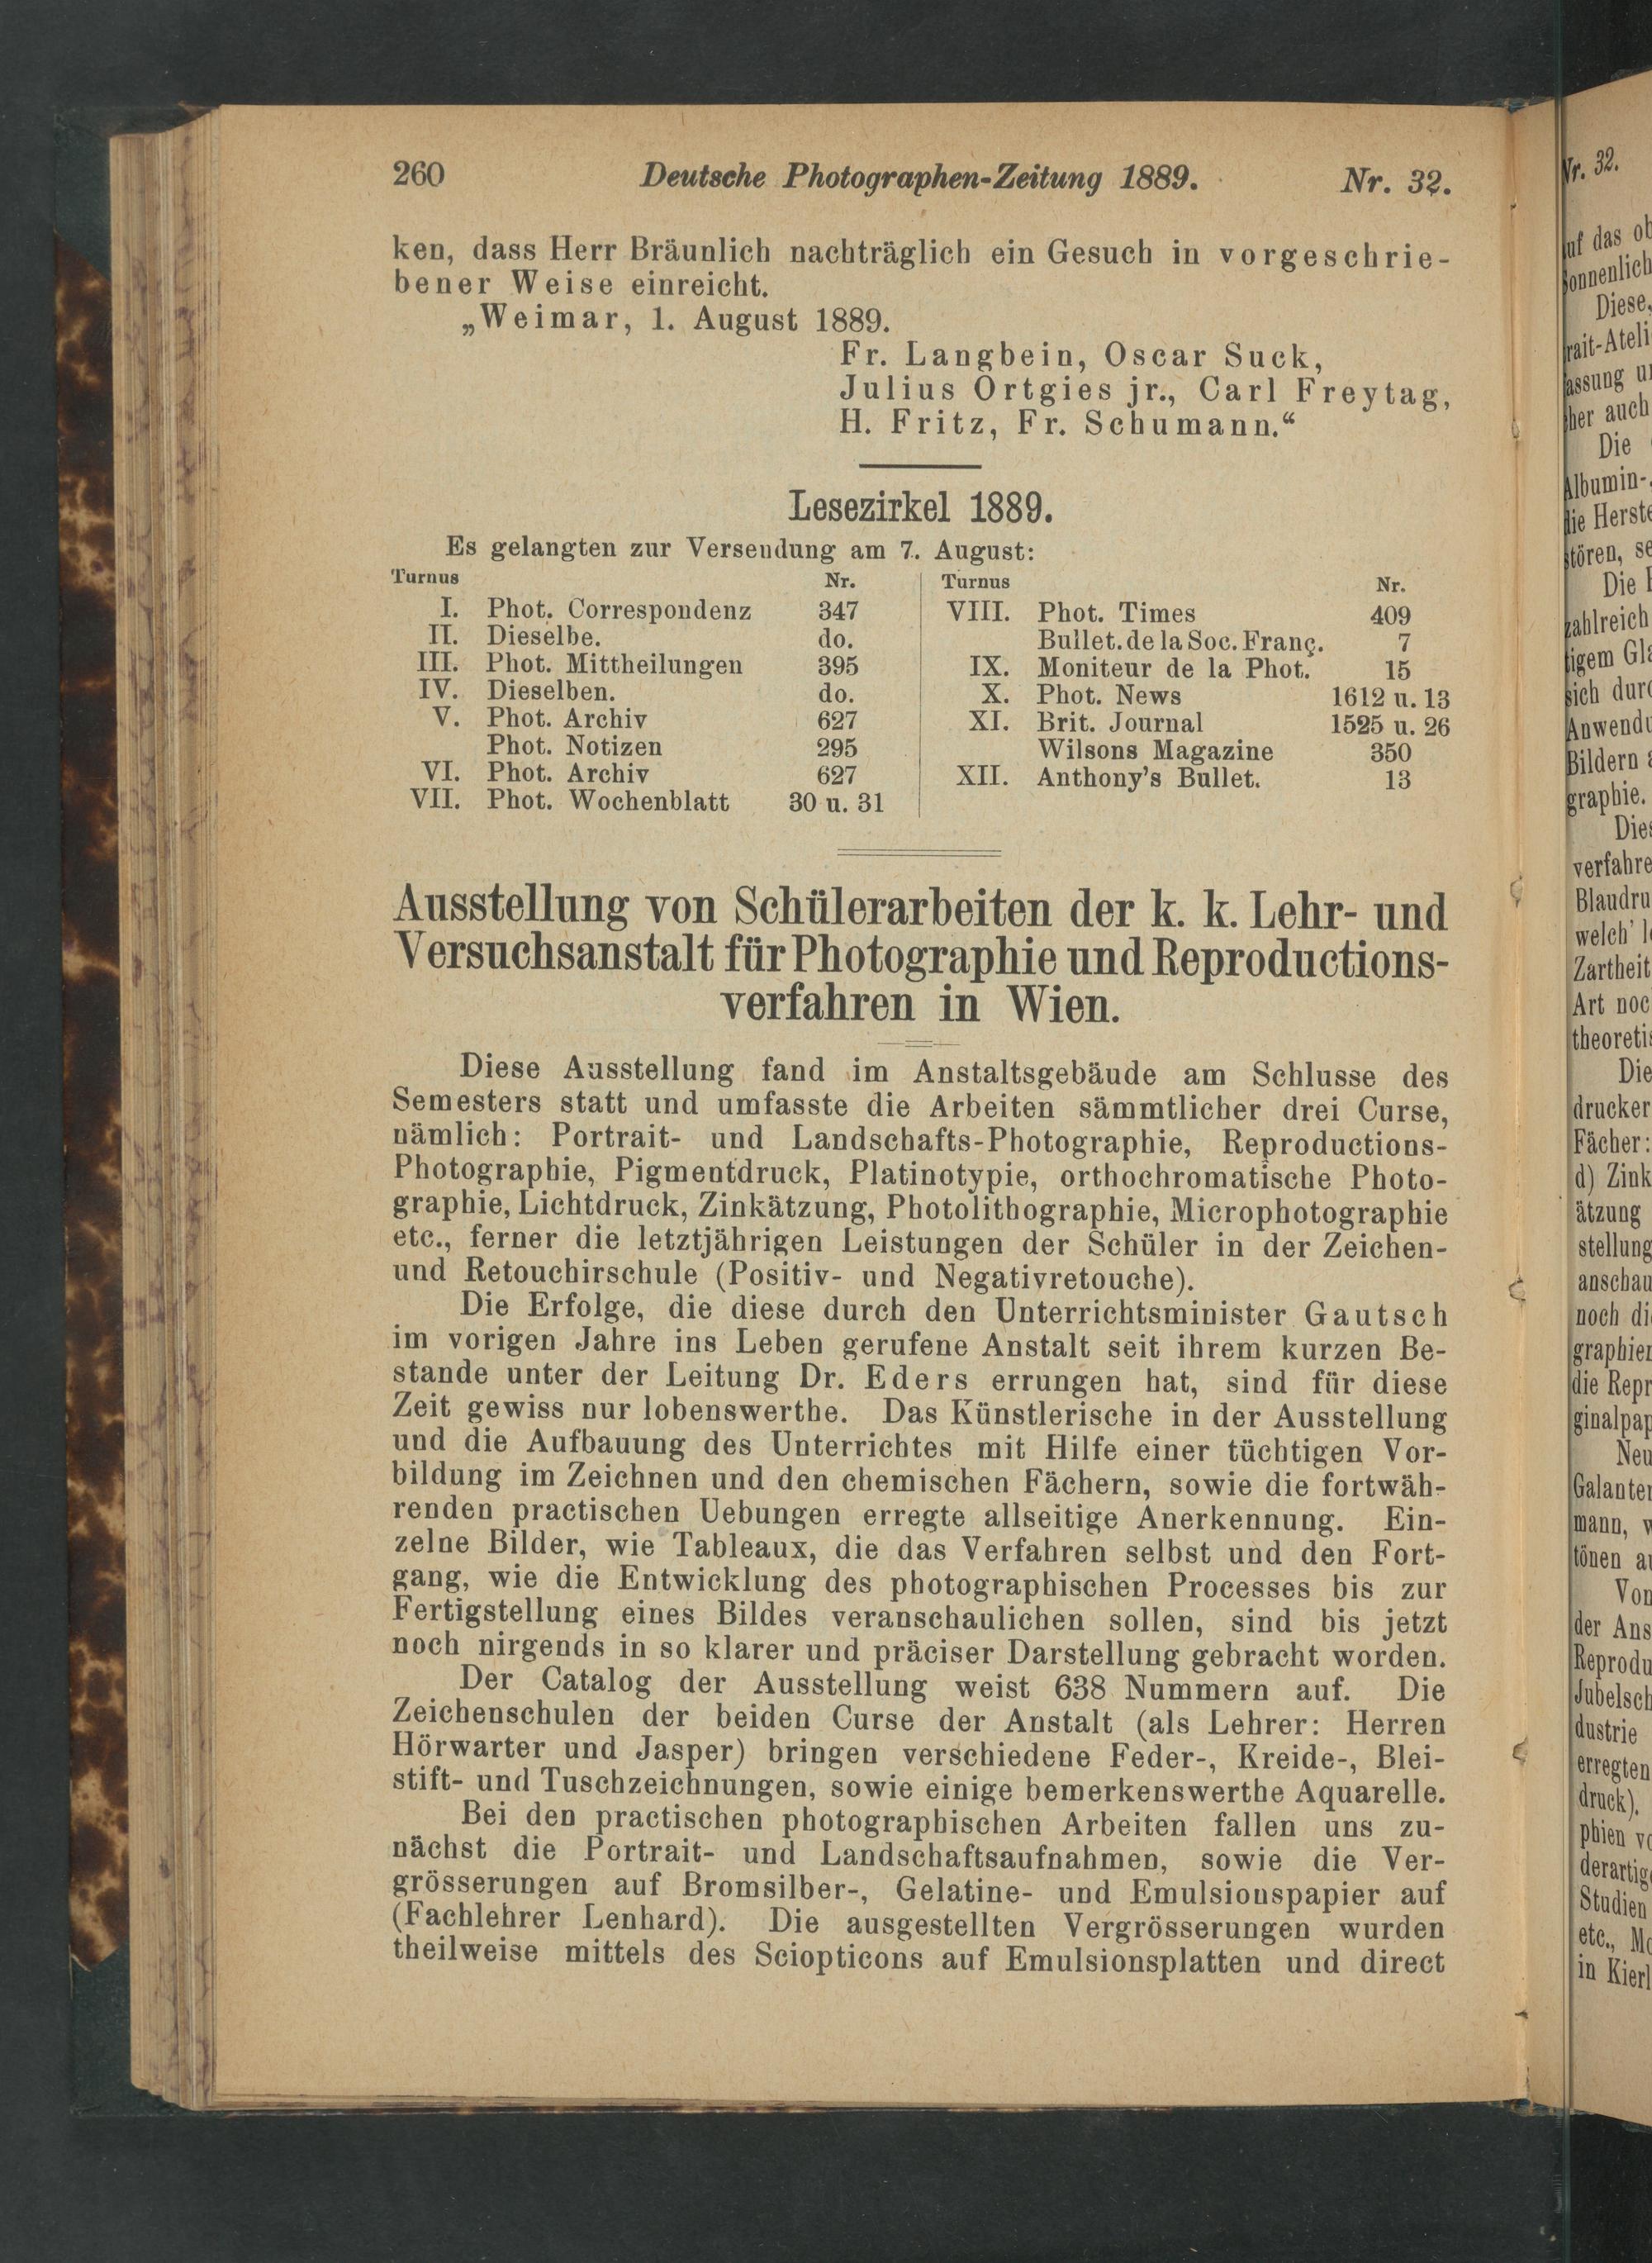 260 Deutsche Photographen-Zeitung 1889. Nr. 32.
ken, dass Herr Bräunlich nachträglich ein Gesuch in vorgeschrie-
bener Weise einreicht.
„Weimar, 1. August 1889.
Fr. Langbein, Oscar Suck,
Julius Ortgies jr., Carl Freytag,
H. Fritz, Fr. Schumann.“
Lesezirkel 1889.
Es gelangten zur Versendung am 7. August:
Turnus Nr.
I. Phot. Correspondenz 347
II. Dieselbe. do.
III. Phot. Mittheilungen 395
IV. Dieselben. do.
V. Phot. Archiv 627
Phot. Notizen 295
VI. Phot. Archiv 627
VII. Phot. Wochenblatt 30 u. 31
Turnus Nr.
VIII. Phot. Times 409
Bullet. de la Soc. Franç. 7
IX. Moniteur de la Phot. 15
X. Phot. News 1612 u. 13
XI. Brit. Journal 1525 u. 26
Wilsons Magazine 350
XII. Anthony's Bullet. 13
Ausstellung von Schülerarbeiten der k. k. Lehr- und
Versuchsanstalt für Photographie und Reproductions-
verfahren in Wien.
Diese Ausstellung fand im Anstaltsgebäude am Schlusse des
Semesters statt und umfasste die Arbeiten sämmtlicher drei Curse,
nämlich: Portrait- und Landschafts-Photographie, Reproductions-
Photographie, Pigmentdruck, Platinotypie, orthochromatische Photo-
graphie, Lichtdruck, Zinkätzung, Photolithographie, Microphotographie
etc., ferner die letztjährigen Leistungen der Schüler in der Zeichen-
und Retouchirschule (Positiv- und Negativretouche).
Die Erfolge, die diese durch den Unterrichtsminister Gautsch
im vorigen Jahre ins Leben gerufene Anstalt seit ihrem kurzen Be-
stande unter der Leitung Dr. Eders errungen hat, sind für diese
Zeit gewiss nur lobenswerthe. Das Künstlerische in der Ausstellung
und die Aufbauung des Unterrichtes mit Hilfe einer tüchtigen Vor-
bildung im Zeichnen und den chemischen Fächern, sowie die fortwäh-
renden practischen Uebungen erregte allseitige Anerkennung. Ein-
zelne Bilder, wie Tableaux, die das Verfahren selbst und den Fort-
gang, wie die Entwicklung des photographischen Processes bis zur
Fertigstellung eines Bildes veranschaulichen sollen, sind bis jetzt
noch nirgends in so klarer und präciser Darstellung gebracht worden.
Der Catalog der Ausstellung weist 638 Nummern auf. Die
Zeichenschulen der beiden Curse der Anstalt (als Lehrer: Herren
Hörwarter und Jasper) bringen verschiedene Feder-, Kreide-, Blei-
stift- und Tuschzeichnungen, sowie einige bemerkenswerthe Aquarelle.
Bei den practischen photographischen Arbeiten fallen uns zu-
nächst die Portrait- und Landschaftsaufnahmen, sowie die Ver-
grösserungen auf Bromsilber-, Gelatine- und Emulsionspapier auf
(Fachlehrer Lenhard). Die ausgestellten Vergrösserungen wurden
theilweise mittels des Sciopticons auf Emulsionsplatten und direct